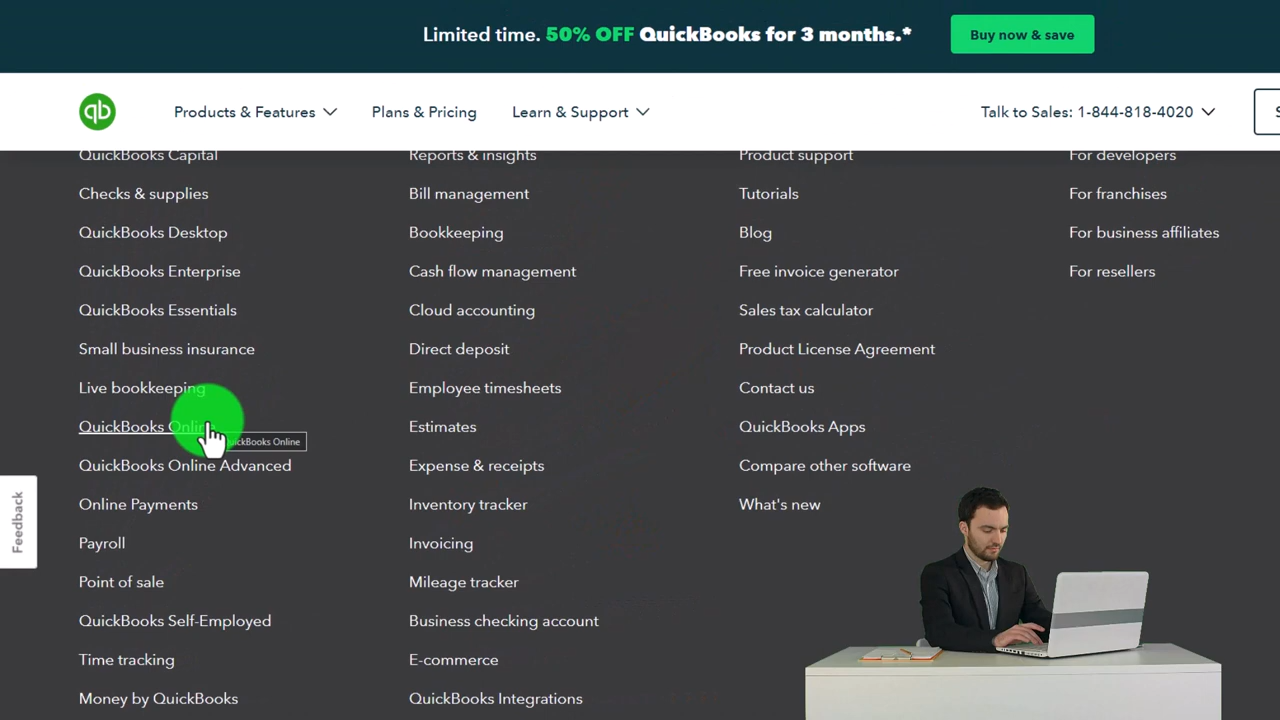 Limited time. 50% OFF QuickBooks for 3 months.*
Buy now & save
qb
Products & Features
Plans & Pricing
Learn & Support
Talk to Sales: 1-844-818-4020
S
QuickBooks Capital
Checks & supplies
QuickBooks Desktop
QuickBooks Enterprise
QuickBooks Essentials
Small business insurance
Live bookkeeping
QuickBooks Online
QuickBooks Online
QuickBooks Online Advanced
Online Payments
Payroll
Point of sale
QuickBooks Self-Employed
Time tracking
Money by QuickBooks
Reports & insights
Bill management
Bookkeeping
Cash flow management
Cloud accounting
Direct deposit
Employee timesheets
Estimates
Expense & receipts
Inventory tracker
Invoicing
Mileage tracker
Business checking account
E-commerce
QuickBooks Integrations
Product support
Tutorials
Blog
Free invoice generator
Sales tax calculator
Product License Agreement
Contact us
QuickBooks Apps
Compare other software
What's new
For developers
For franchises
For business affiliates
For resellers
Feedback